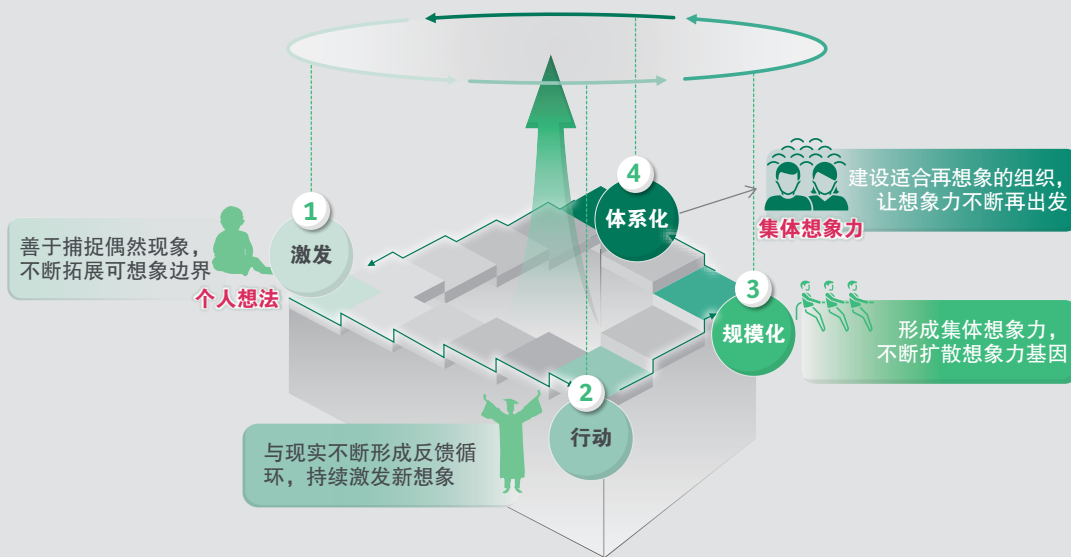 1
激发
善于捕捉偶然现象，
不断拓展可想象边界
个人想法
2
行动
与现实不断形成反馈循
环，持续激发新想象
3
规模化
形成集体想象力，
不断扩散想象力基因
4
体系化
建设适合再想象的组织，
让想象力不断再出发
集体想象力